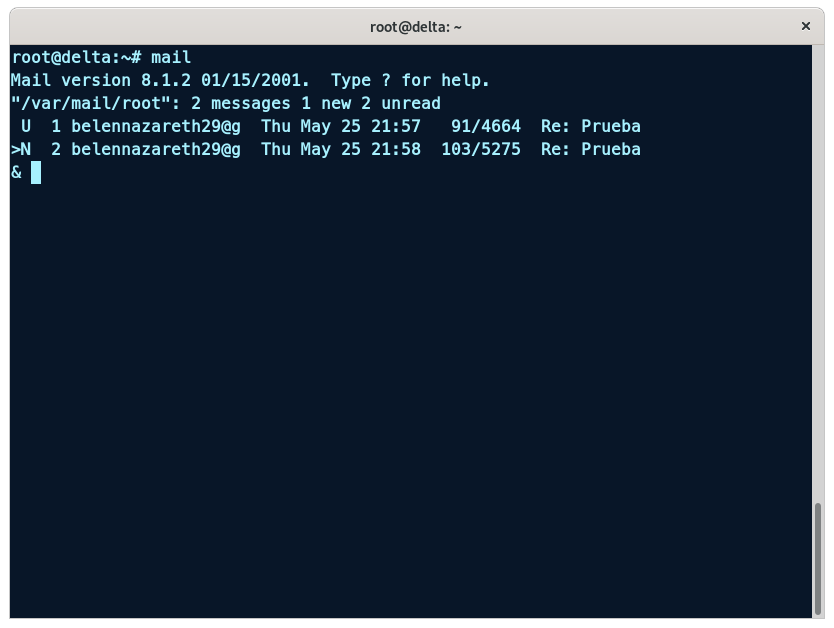 root@delta: ~
root@delta:~# mail
Mail version 8.1.2 01/15/2001.  Type ? for help.
"/var/mail/root": 2 messages 1 new 2 unread
 U  1 belennazareth29@g  Thu May 25 21:57   91/4664  Re: Prueba
>N  2 belennazareth29@g  Thu May 25 21:58  103/5275  Re: Prueba
&